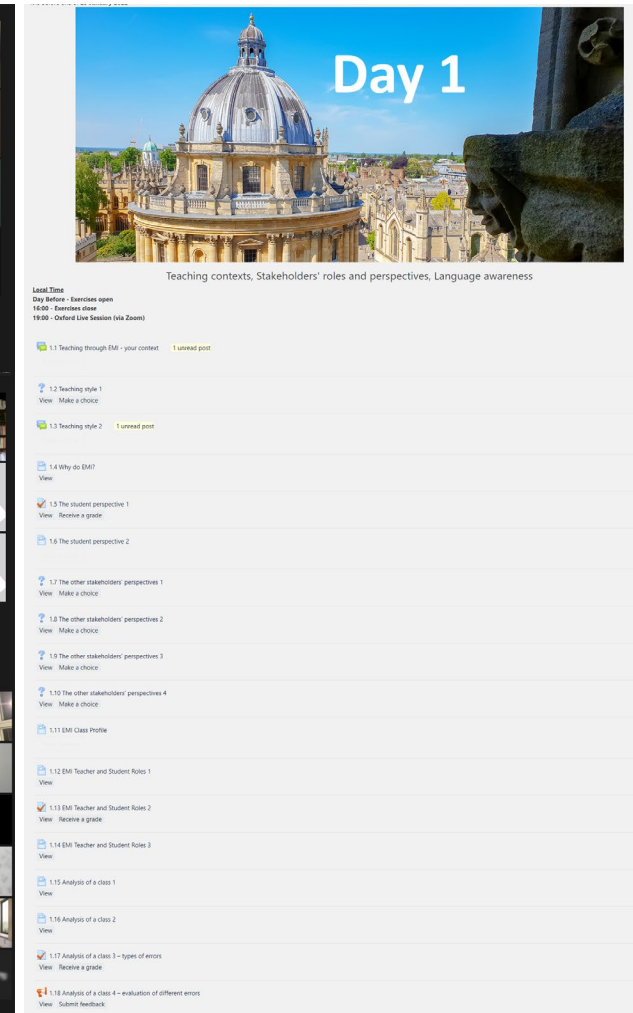 Day 1
Teaching contexts, Stakeholders' roles and perspectives, Language awareness
Local Time
Day Before - Exercises open
16:00 - Exercises close
19:00 - Oxford Live Session (via Zoom)
1.1 Teaching through EMI - your context 1 unread post
1.2 Teaching style 1
View Make a choice
1.3 Teaching style 2 1 unread post
1.4 Why do EMI?
View
1.5 The student perspective 1
View Receive a grade
1.6 The student perspective 2
1.7 The other stakeholders' perspectives 1
View Make a choice
1.8 The other stakeholders' perspectives 2
View Make a choice
1.9 The other stakeholders' perspectives 3
View Make a choice
1.10 The other stakeholders' perspectives 4
View Make a choice
1.11 EMI Class Profile
1.12 EMI Teacher and Student Roles 1
View
1.13 EMI Teacher and Student Roles 2
View Receive a grade
1.14 EMI Teacher and Student Roles 3
View
1.15 Analysis of a class 1
View
1.16 Analysis of a class 2
View
1.17 Analysis of a class 3 – types of errors
View Receive a grade
1.18 Analysis of a class 4 – evaluation of different errors
View Submit feedback